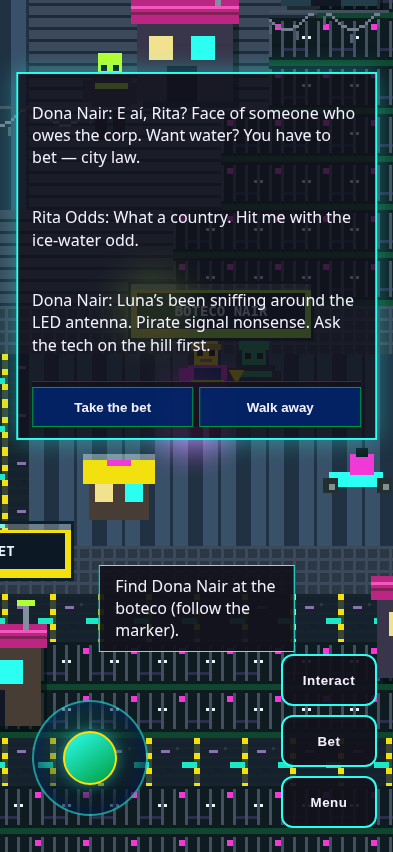 Dona Nair: E aí, Rita? Face of someone who
owes the corp. Want water? You have to
bet — city law.
Rita Odds: What a country. Hit me with the
ice-water odd.
Dona Nair: Luna’s been sniffing around the
LED antenna. Pirate signal nonsense. Ask
the tech on the hill first.
BOTECO NAIR
Take the bet
Walk away
ET
Find Dona Nair at the
boteco (follow the
marker).
Interact
Bet
Menu